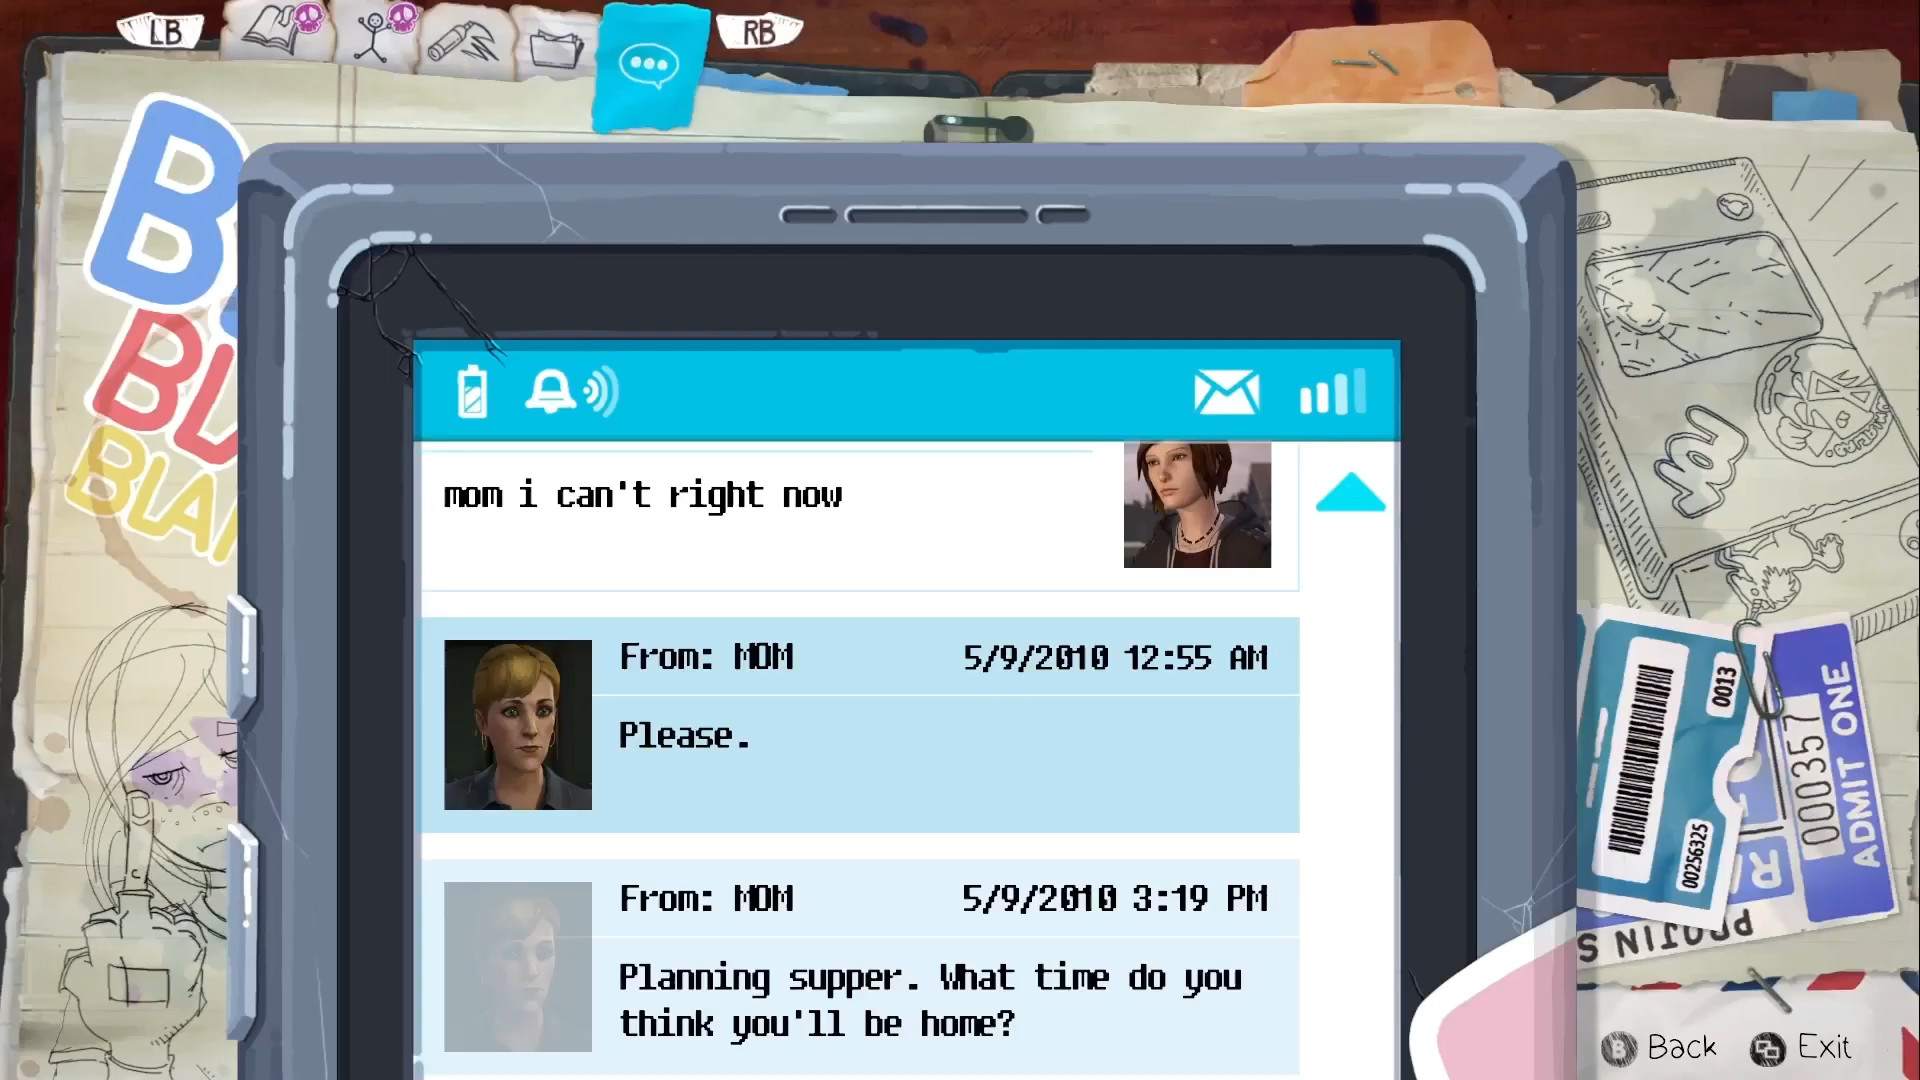 LB
RB
BLA
BLA
mom i can't right now
From: MOM 5/9/2010 12:55 AM
Please.
From: MOM 5/9/2010 3:19 PM
Planning supper. What time do you
think you'll be home?
0013
00256325
000357
ADMIT ONE
B Back
Exit